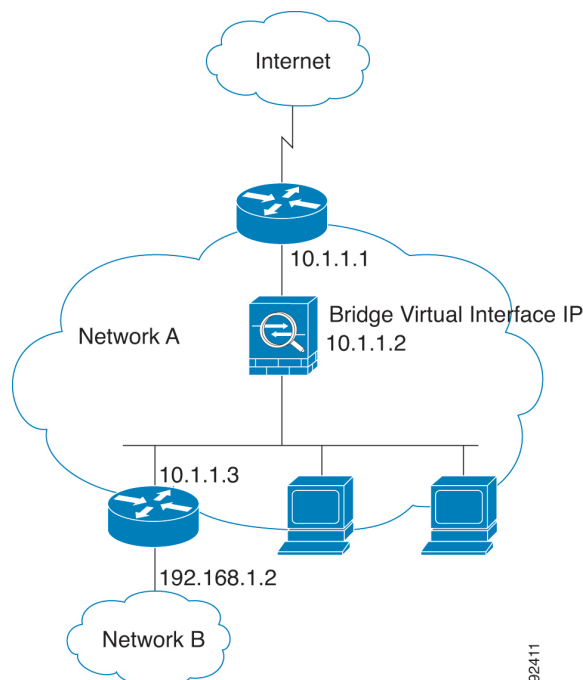 Internet
10.1.1.1
Bridge Virtual Interface IP
10.1.1.2
Network A
10.1.1.3
192.168.1.2
Network B
92411